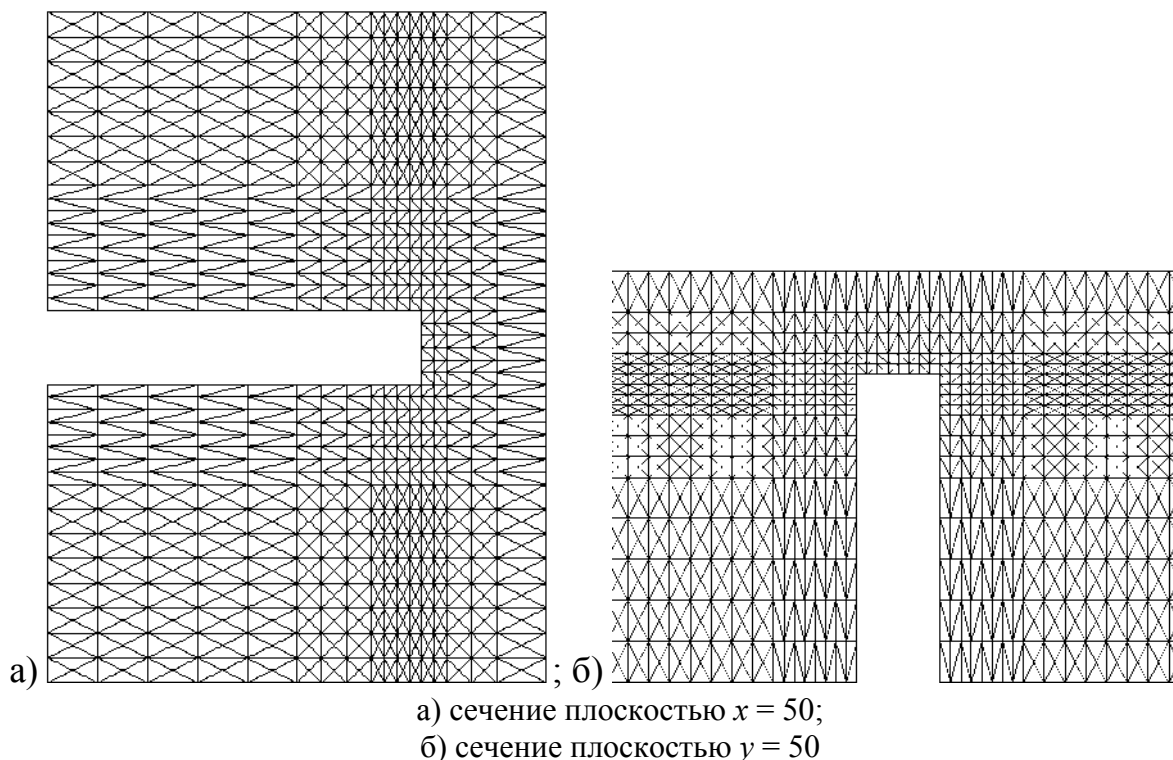 а) ; б)
а) сечение плоскостью x = 50;
б) сечение плоскостью y = 50